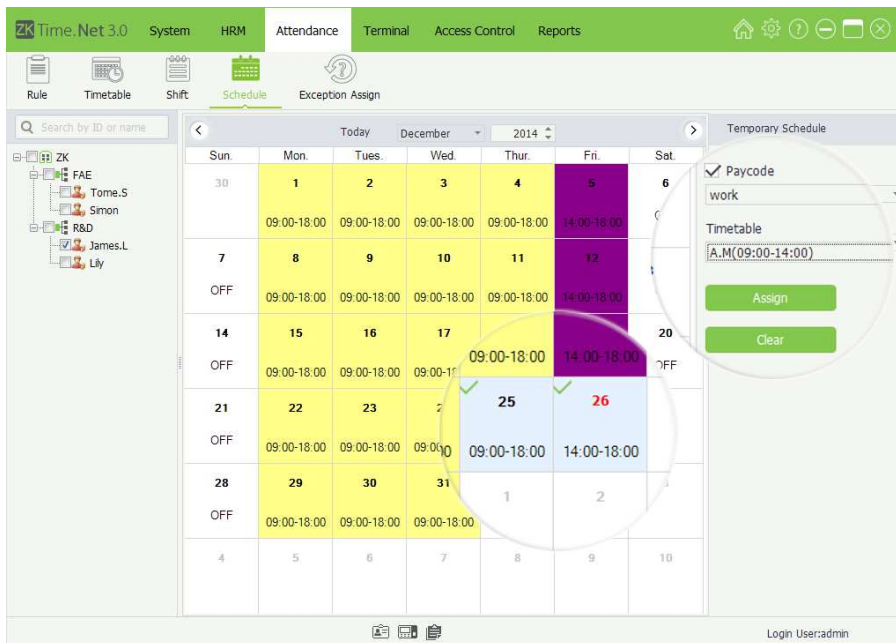 ZK Time.Net 3.0 System HRM Attendance Terminal Access Control Reports
Rule Timetable Shift Schedule Exception Assign
Search by ID or name
ZK
FAE
Tome.S
Simon
R&D
James.L
Lily
Today December 2014
Sun. Mon. Tues. Wed. Thur. Fri. Sat.
30 1 2 3 4 5 6
09:00-18:00 09:00-18:00 09:00-18:00 09:00-18:00 14:00-18:00
7 8 9 10 11 12
OFF 09:00-18:00 09:00-18:00 09:00-18:00 09:00-18:00 14:00-18:00
14 15 16 17 20
OFF 09:00-18:00 09:00-18:00 09:00-18 09:00-18:00 14:00-18:00 OFF
21 22 23 2 25 26
OFF 09:00-18:00 09:00-18:00 09:00 09:00-18:00 14:00-18:00
28 29 30 31 1 2
OFF 09:00-18:00 09:00-18:00 09:00-18:00
4 5 6 7 8 9 10
Temporary Schedule
Paycode
work
Timetable
A.M(09:00-14:00)
Assign
Clear
Login User:admin